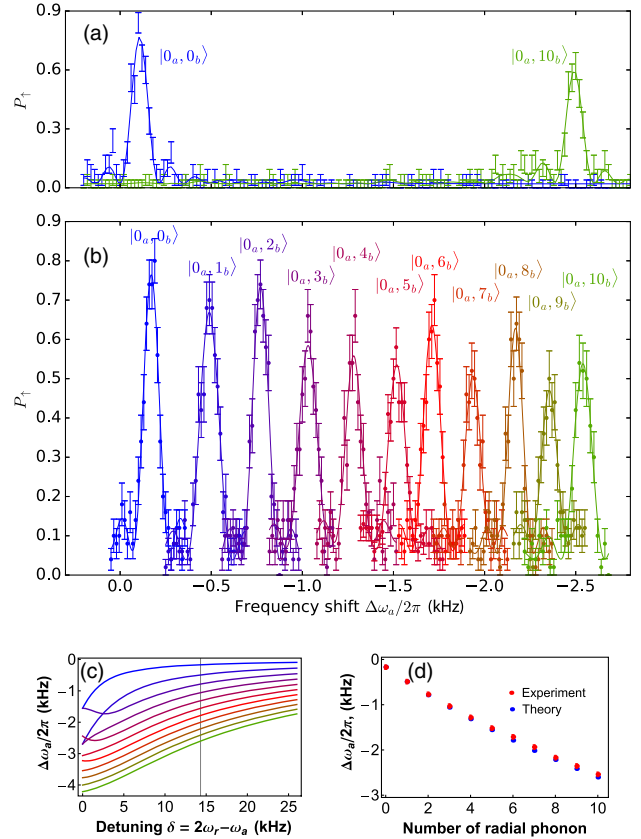 (a)
|0a, 0b⟩
|0a, 10b⟩
P↑
0.9
0.6
0.3
0.0
(b)
|0a, 0b⟩
|0a, 1b⟩
|0a, 2b⟩
|0a, 3b⟩
|0a, 4b⟩
|0a, 5b⟩
|0a, 6b⟩
|0a, 7b⟩
|0a, 8b⟩
|0a, 9b⟩
|0a, 10b⟩
P↑
0.9
0.8
0.7
0.6
0.5
0.4
0.3
0.2
0.1
0.0
0.0 −0.5 −1.0 −1.5 −2.0 −2.5
Frequency shift Δωa/2π (kHz)
(c)
Δωa/2π (kHz)
0
−1
−2
−3
−4
0 5 10 15 20 25
Detuning δ = 2ωr−ωa (kHz)
(d)
Experiment
Theory
Δωa/2π, (kHz)
0
−1
−2
−3
0 2 4 6 8 10
Number of radial phonon